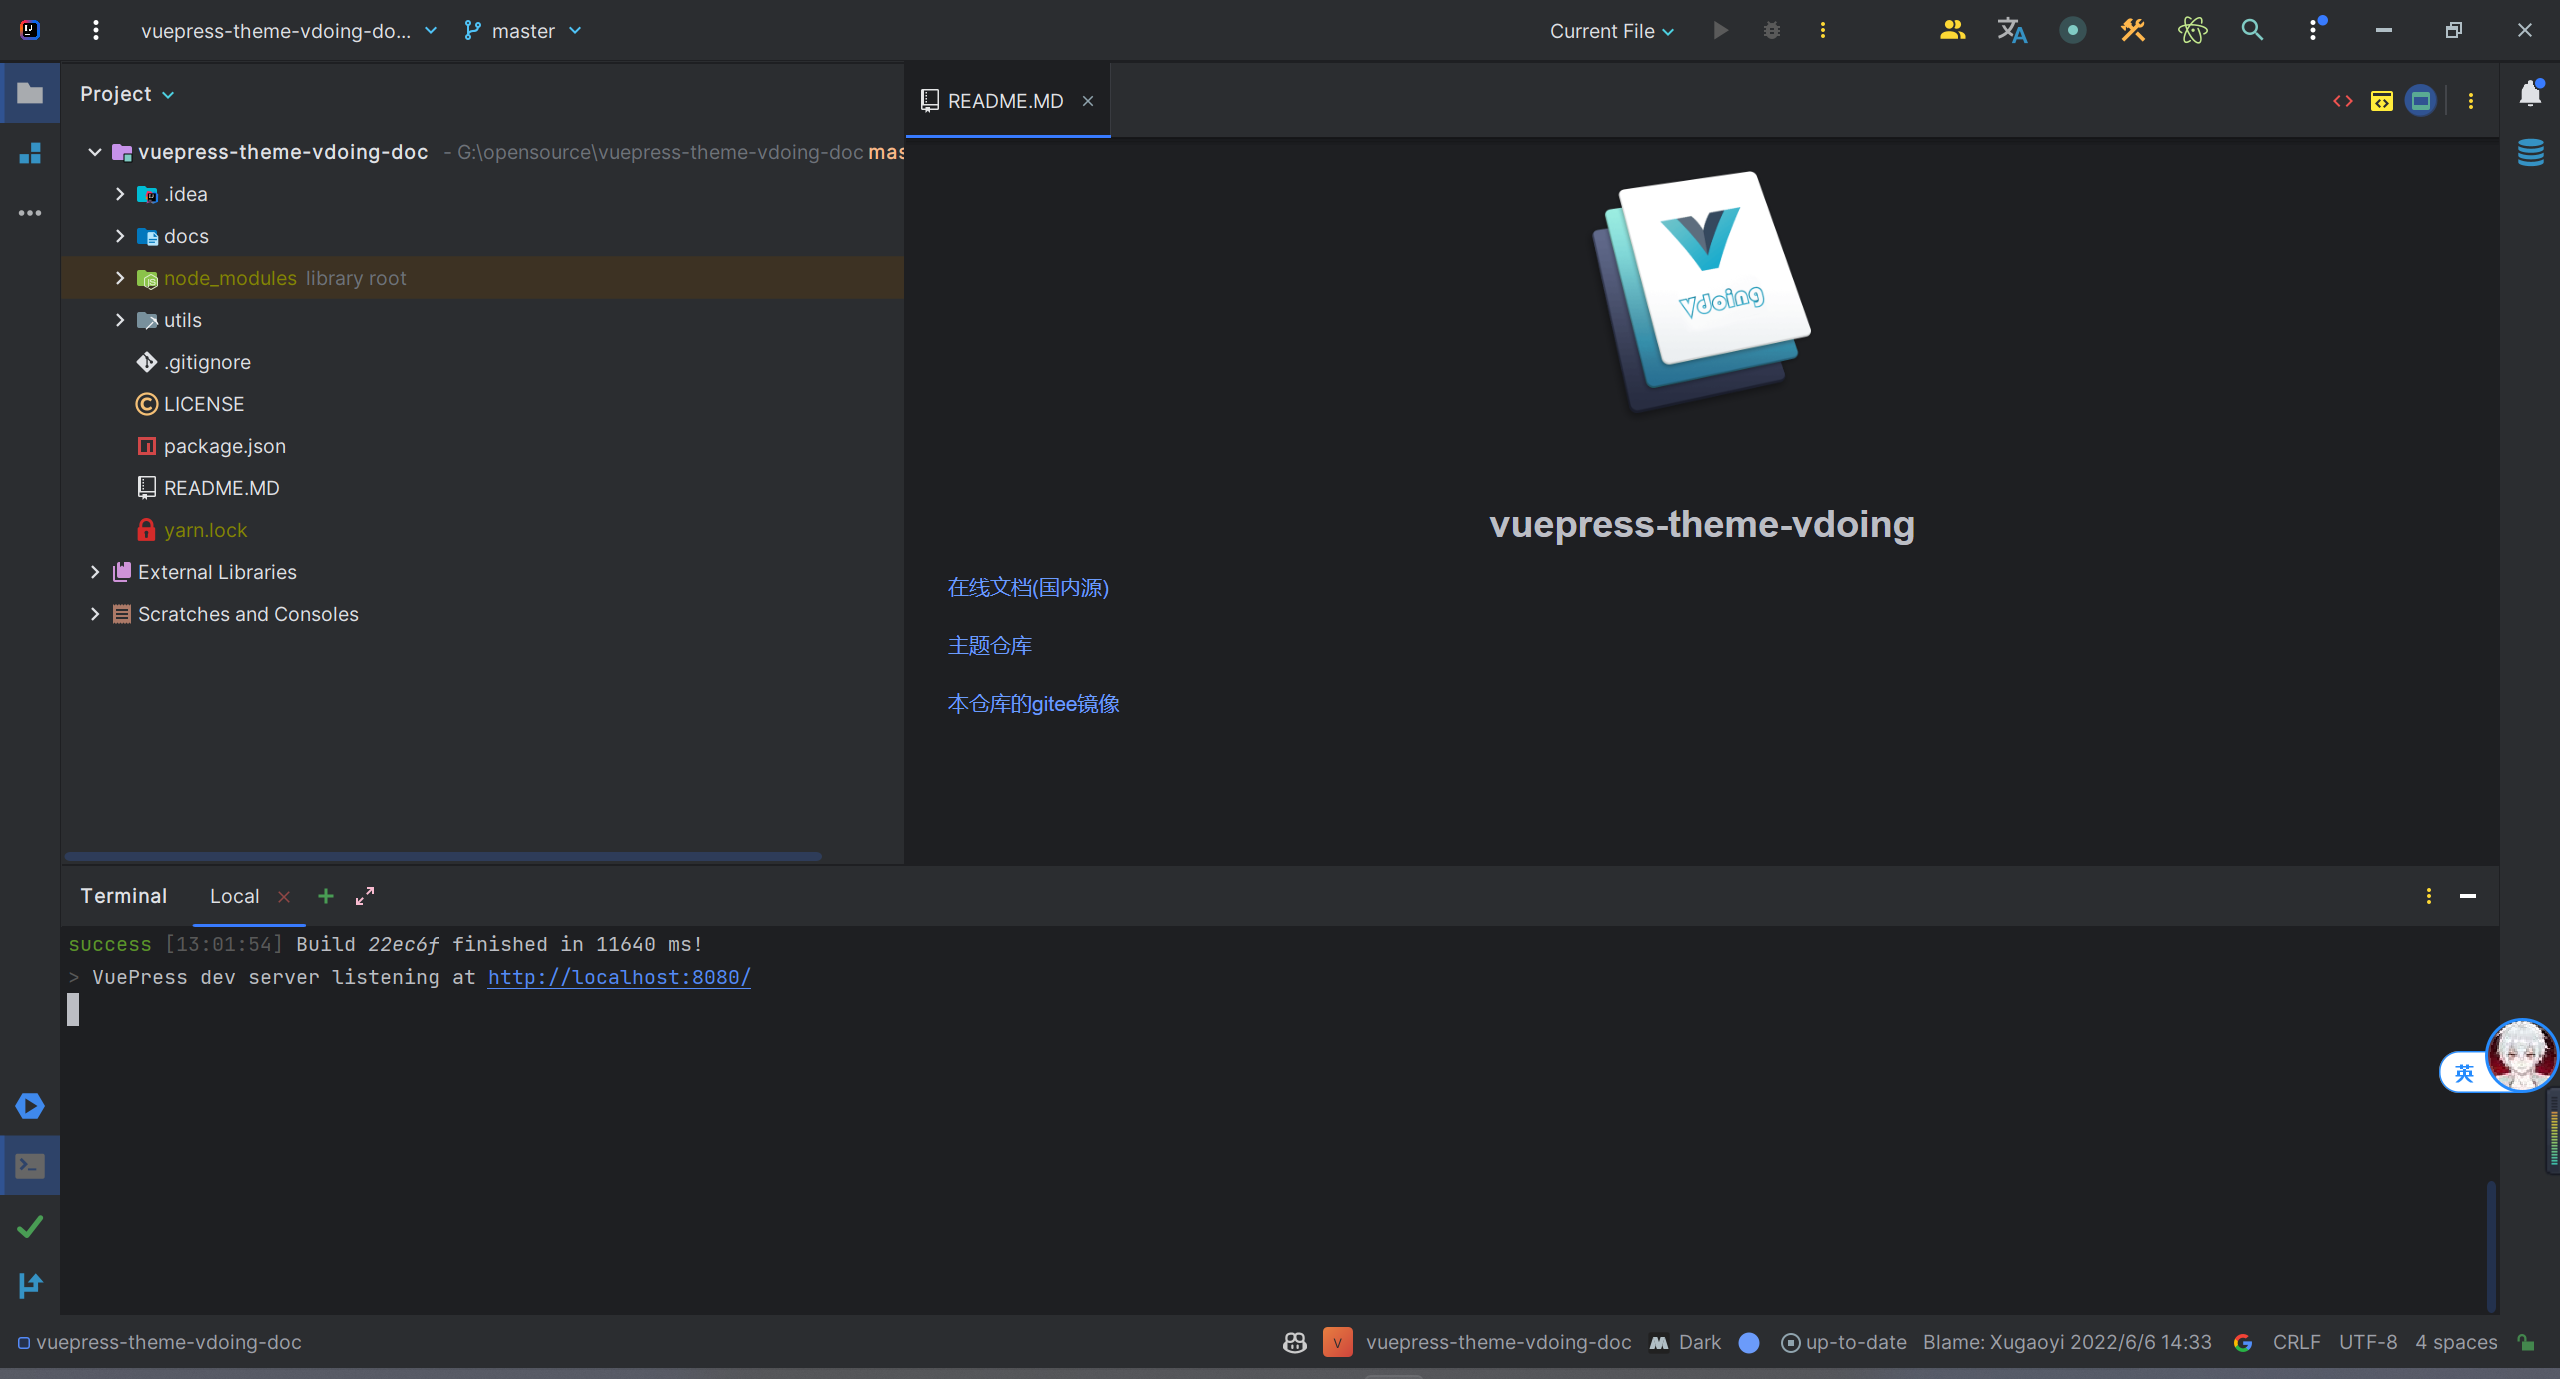 vuepress-theme-vdoing-do...
master
Current File
Project
README.MD
vuepress-theme-vdoing-doc - G:\opensource\vuepress-theme-vdoing-doc mas
.idea
docs
node_modules library root
utils
.gitignore
LICENSE
package.json
README.MD
yarn.lock
External Libraries
Scratches and Consoles
Vdoing
vuepress-theme-vdoing
在线文档(国内源)
主题仓库
本仓库的gitee镜像
Terminal Local
success [13:01:54] Build 22ec6f finished in 11640 ms!
> VuePress dev server listening at http://localhost:8080/
英
vuepress-theme-vdoing-doc
V vuepress-theme-vdoing-doc Dark up-to-date Blame: Xugaoyi 2022/6/6 14:33 CRLF UTF-8 4 spaces